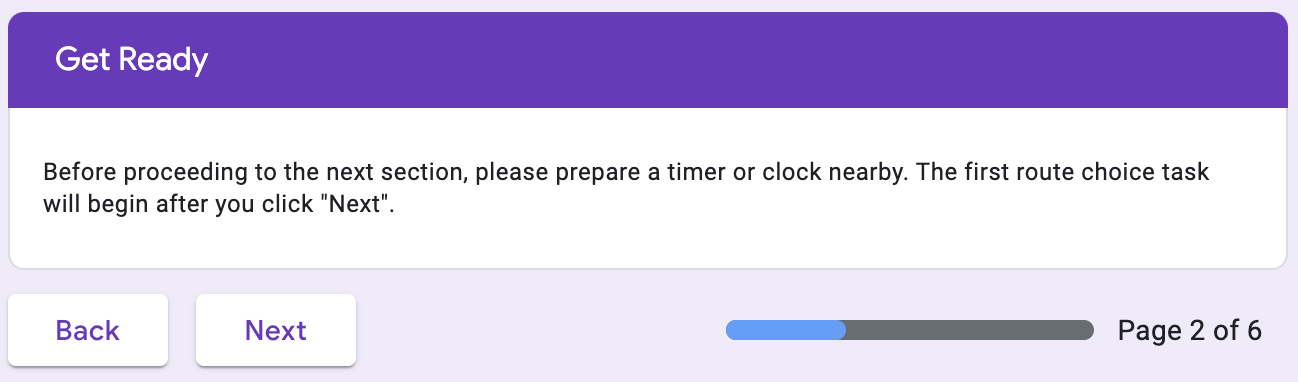 Get Ready
Before proceeding to the next section, please prepare a timer or clock nearby. The first route choice task
will begin after you click "Next".
Back
Next
Page 2 of 6